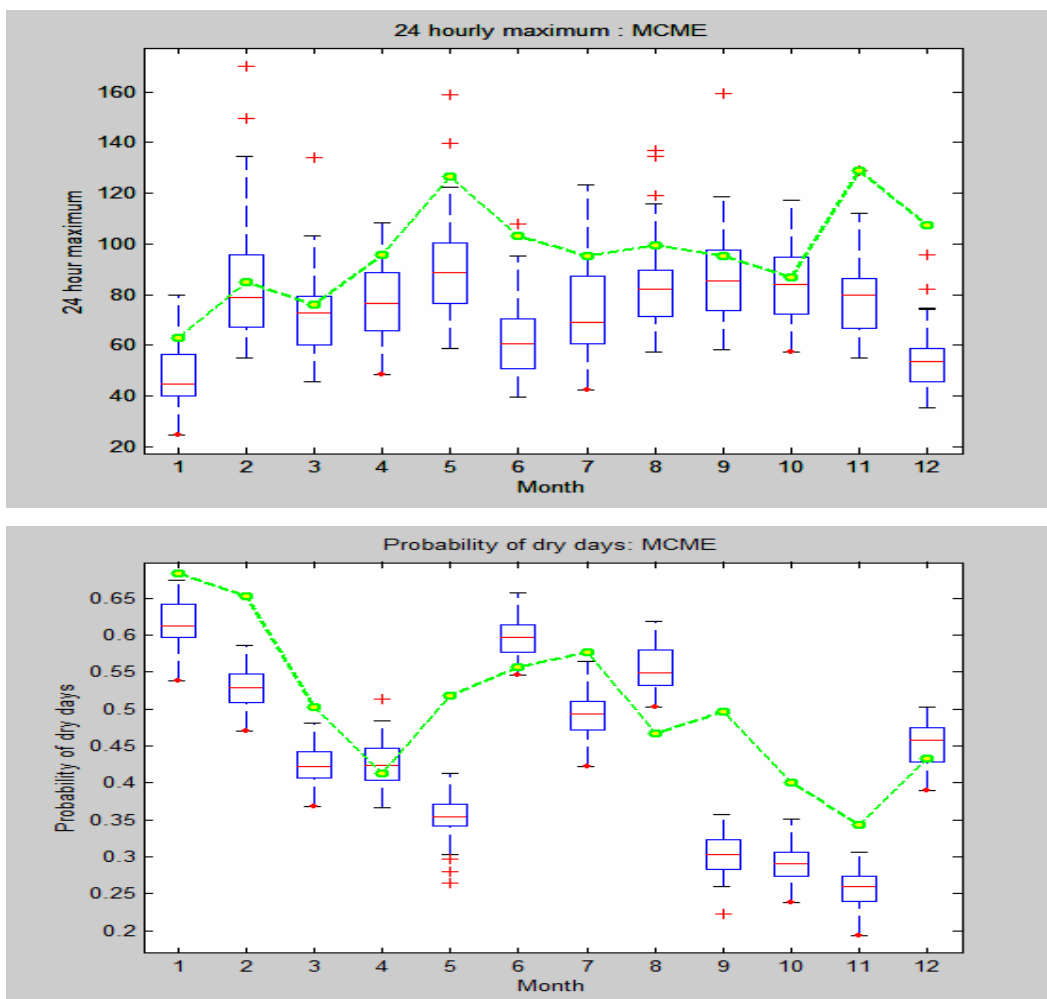 24 hourly maximum : MCME
160
140
120
100
80
60
40
20
24 hour maximum
1 2 3 4 5 6 7 8 9 10 11 12
Month
Probability of dry days: MCME
0.65
0.6
0.55
0.5
0.45
0.4
0.35
0.3
0.25
0.2
Probability of dry days
1 2 3 4 5 6 7 8 9 10 11 12
Month